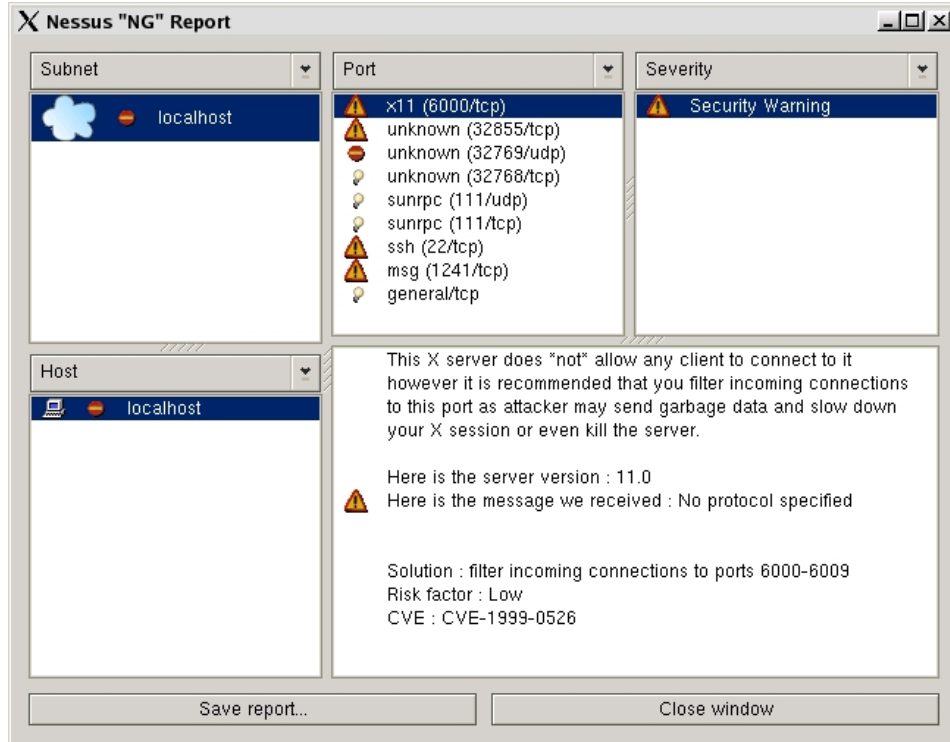 Nessus "NG" Report
Subnet
localhost
Port
x11 (6000/tcp)
unknown (32855/tcp)
unknown (32769/udp)
unknown (32768/tcp)
sunrpc (111/udp)
sunrpc (111/tcp)
ssh (22/tcp)
msg (1241/tcp)
general/tcp
Severity
Security Warning
Host
localhost
This X server does *not* allow any client to connect to it
however it is recommended that you filter incoming connections
to this port as attacker may send garbage data and slow down
your X session or even kill the server.
Here is the server version : 11.0
Here is the message we received : No protocol specified
Solution : filter incoming connections to ports 6000-6009
Risk factor : Low
CVE : CVE-1999-0526
Save report...
Close window